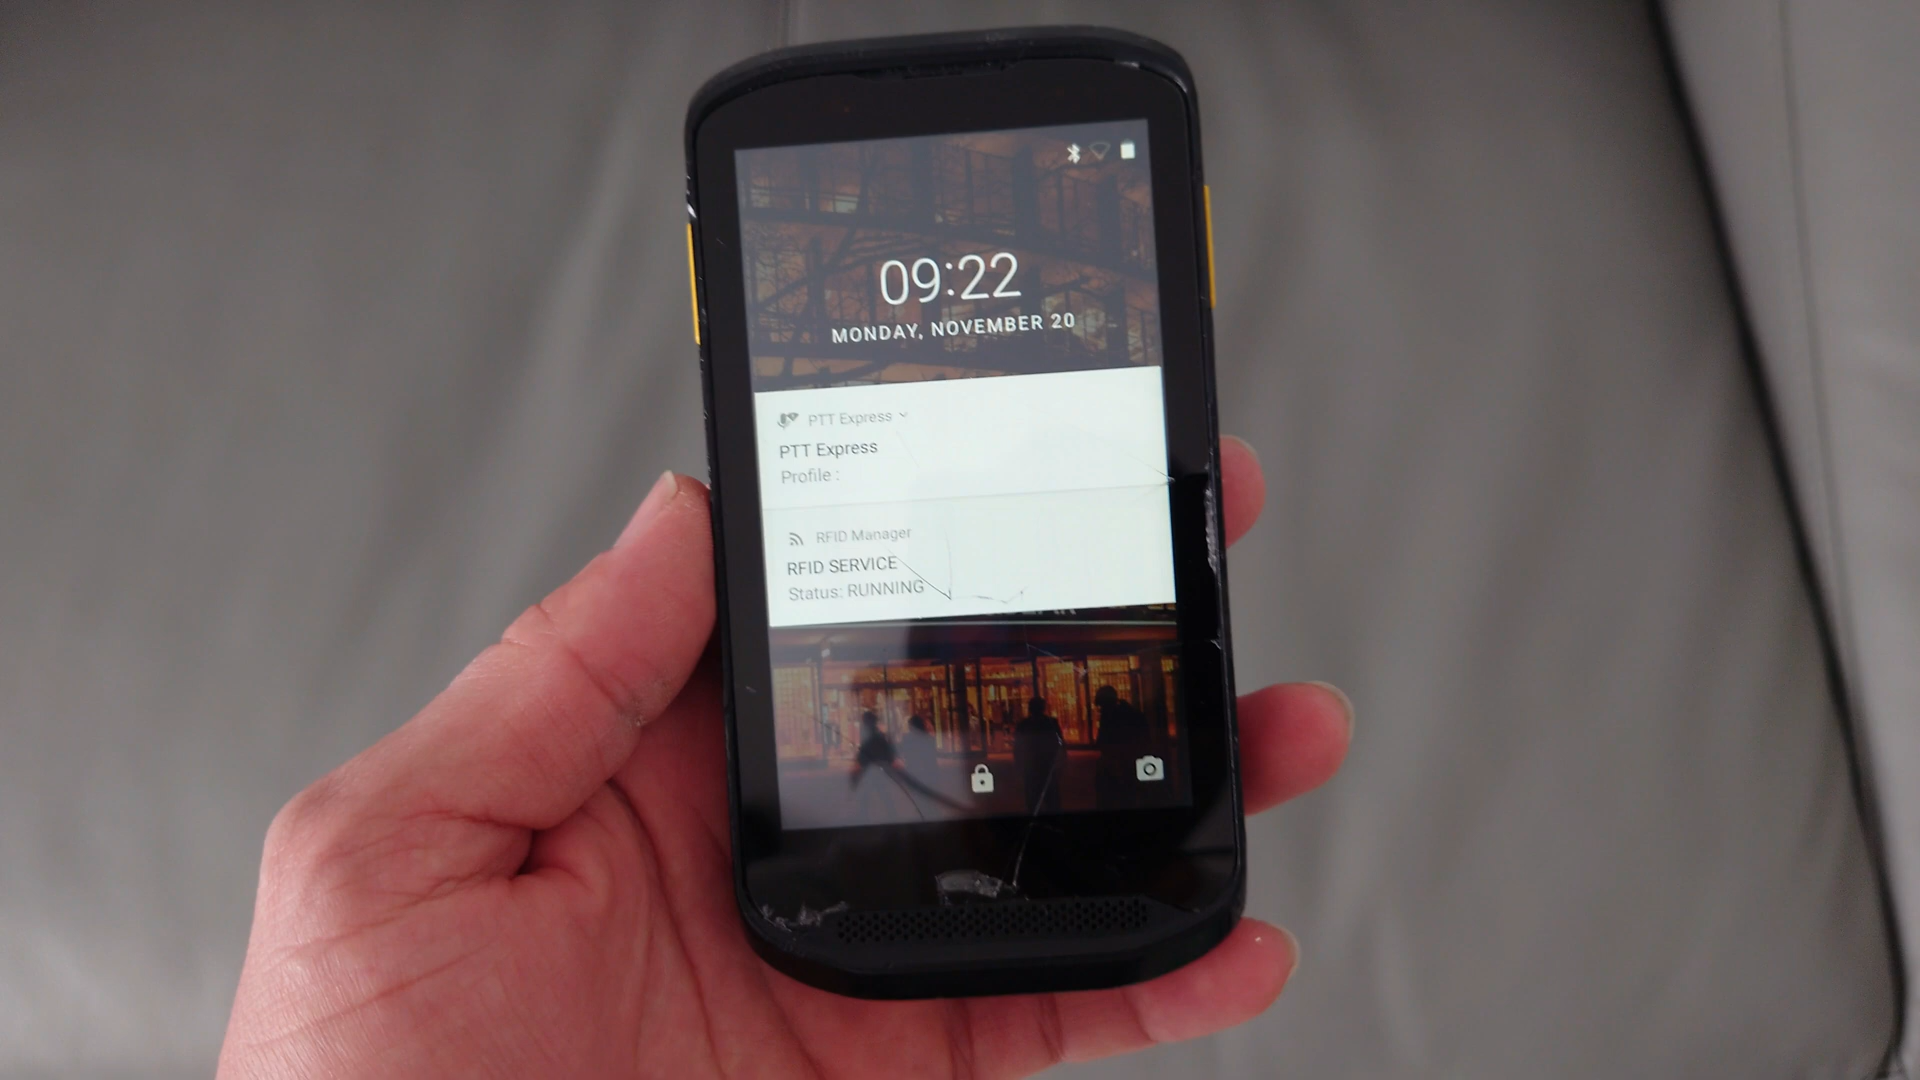 09:22
MONDAY, NOVEMBER 20
PTT Express
PTT Express
Profile :
RFID Manager
RFID SERVICE
Status: RUNNING